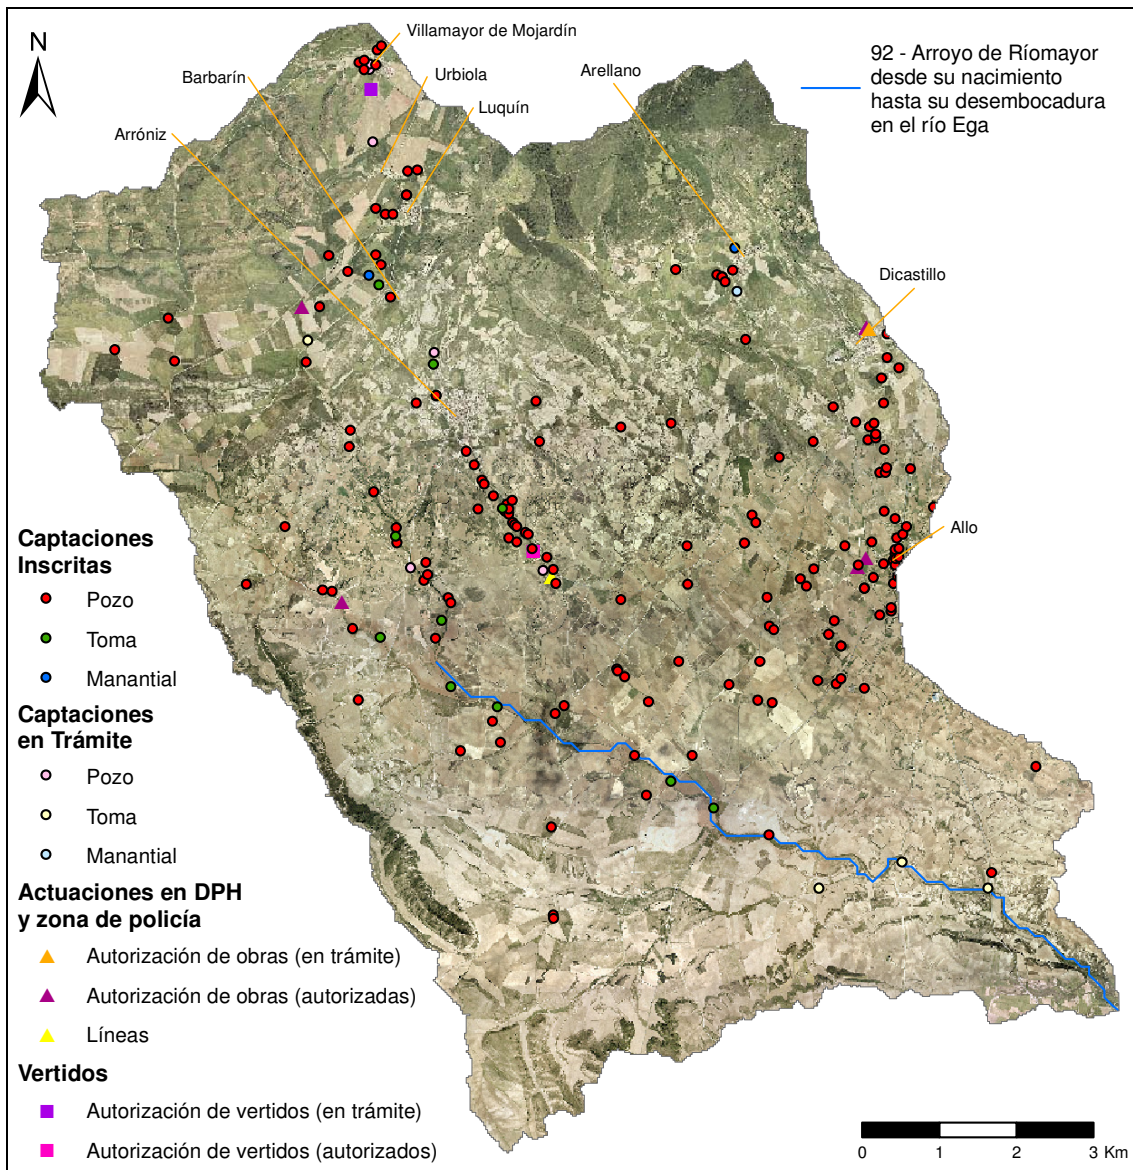 N
Villamayor de Mojardín
Barbarín
Urbiola
Arellano
Luquín
Arróniz
92 - Arroyo de Ríomayor
desde su nacimiento
hasta su desembocadura
en el río Ega
Dicastillo
Allo
Captaciones
Inscritas
Pozo
Toma
Manantial
Captaciones
en Trámite
Pozo
Toma
Manantial
Actuaciones en DPH
y zona de policía
Autorización de obras (en trámite)
Autorización de obras (autorizadas)
Líneas
Vertidos
Autorización de vertidos (en trámite)
Autorización de vertidos (autorizados)
0 1 2 3 Km